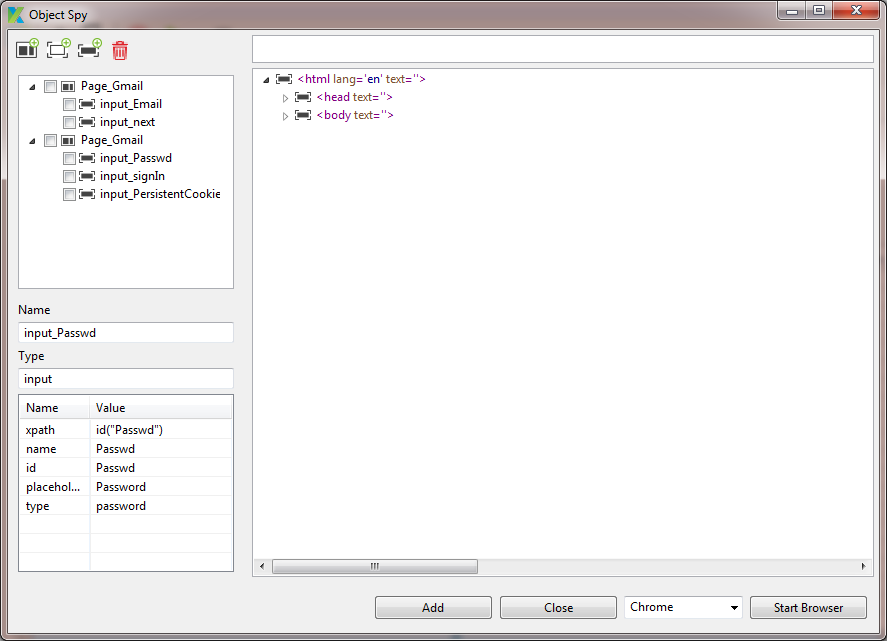 Object Spy
Page_Gmail
input_Email
input_next
Page_Gmail
input_Passwd
input_signIn
input_PersistentCookie
Name
input_Passwd
Type
input
Name Value
xpath id("Passwd")
name Passwd
id Passwd
placehol... Password
type password
<html lang='en' text=''>
<head text=''>
<body text=''>
Add Close Chrome Start Browser